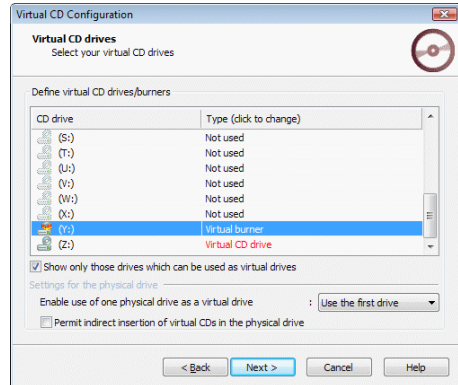 Virtual CD Configuration
Virtual CD drives
Select your virtual CD drives
Define virtual CD drives/burners
CD drive Type (click to change)
(S:) Not used
(T:) Not used
(U:) Not used
(V:) Not used
(W:) Not used
(X:) Not used
(Y:) Virtual burner
(Z:) Virtual CD drive
Show only those drives which can be used as virtual drives
Settings for the physical drive
Enable use of one physical drive as a virtual drive : Use the first drive
Permit indirect insertion of virtual CDs in the physical drive
< Back Next > Cancel Help